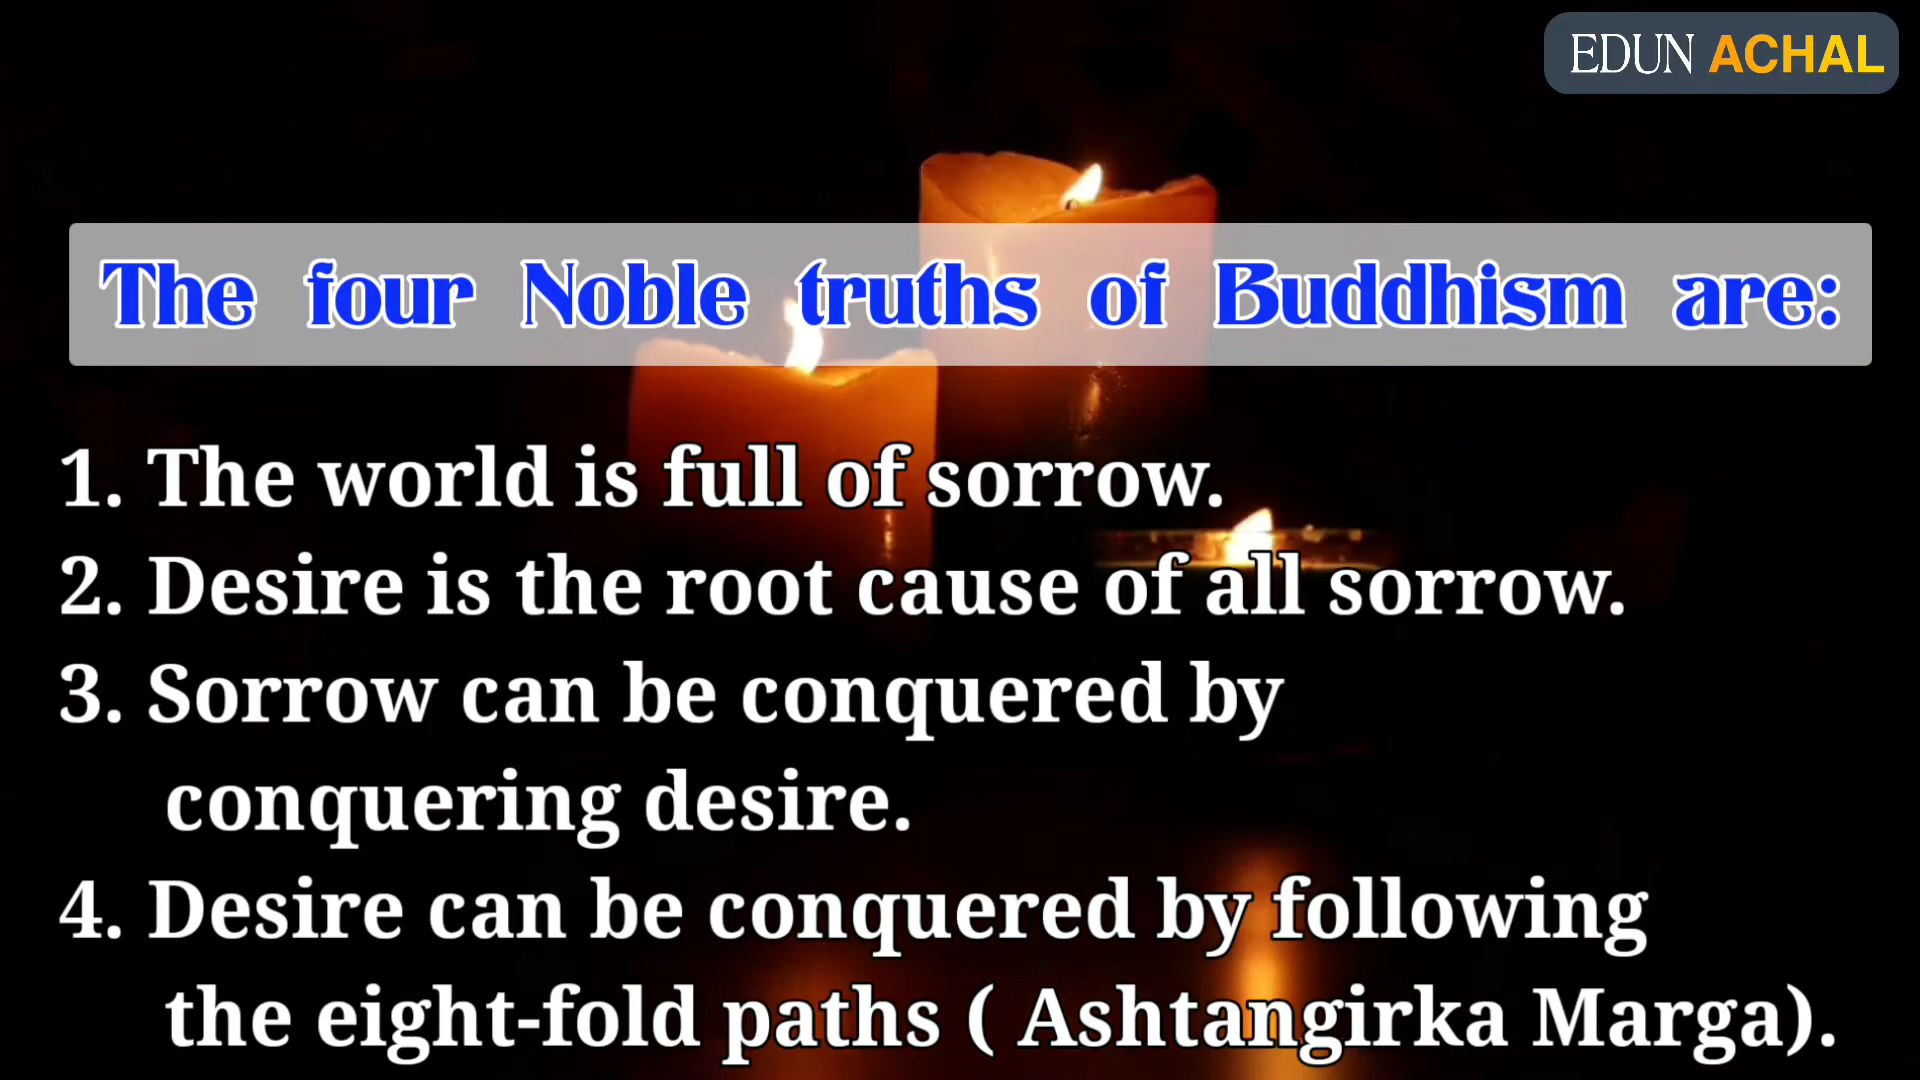 EDUN ACHAL
The four Noble truths of Buddhism are:
1. The world is full of sorrow.
2. Desire is the root cause of all sorrow.
3. Sorrow can be conquered by
conquering desire.
4. Desire can be conquered by following
the eight-fold paths ( Ashtangirka Marga).